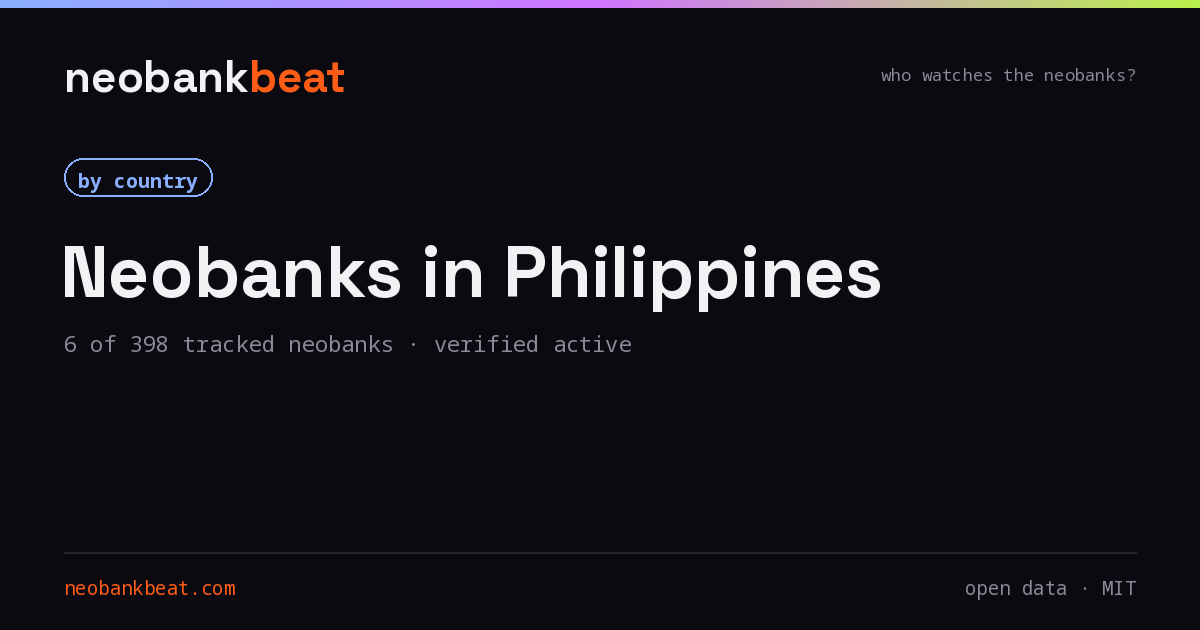 neobankbeat
who watches the neobanks?
by country
Neobanks in Philippines
6 of 398 tracked neobanks · verified active
neobankbeat.com
open data · MIT